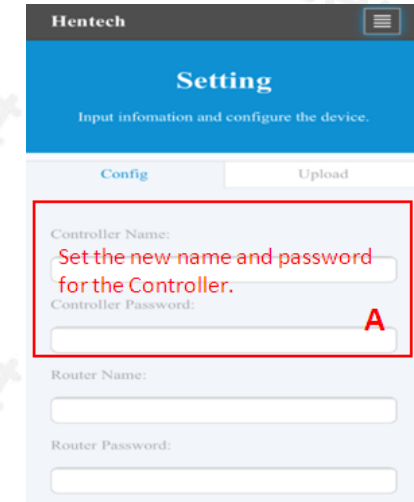 Hentech
Setting
Input infomation and configure the device.
Config
Upload
Controller Name:
Set the new name and password
for the Controller.
Controller Password:
A
Router Name:
Router Password: